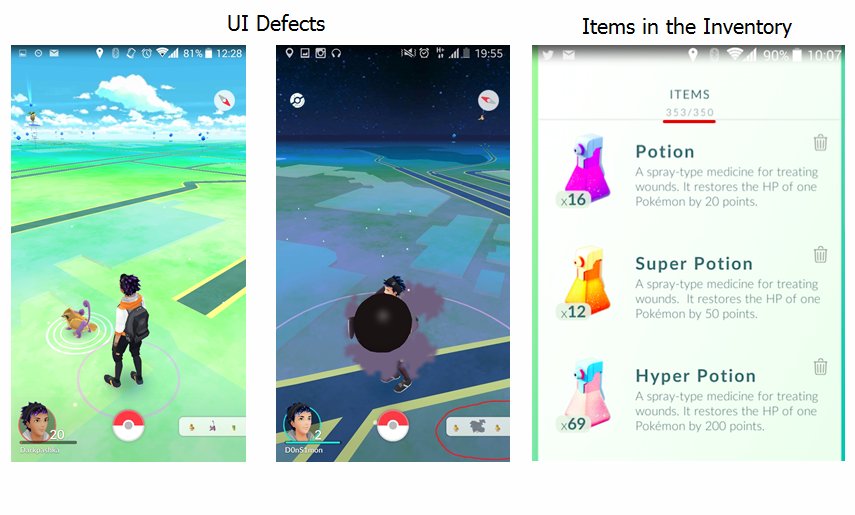 UI Defects
Items in the Inventory
81% 12:28
20
Darkpashka
19:55
2
D0nS1mon
90% 10:07
ITEMS
353/350
Potion
A spray-type medicine for treating
wounds. It restores the HP of one
Pokémon by 20 points.
x16
Super Potion
A spray-type medicine for treating
wounds. It restores the HP of one
Pokémon by 50 points.
x12
Hyper Potion
A spray-type medicine for treating
wounds. It restores the HP of one
Pokémon by 200 points.
x69